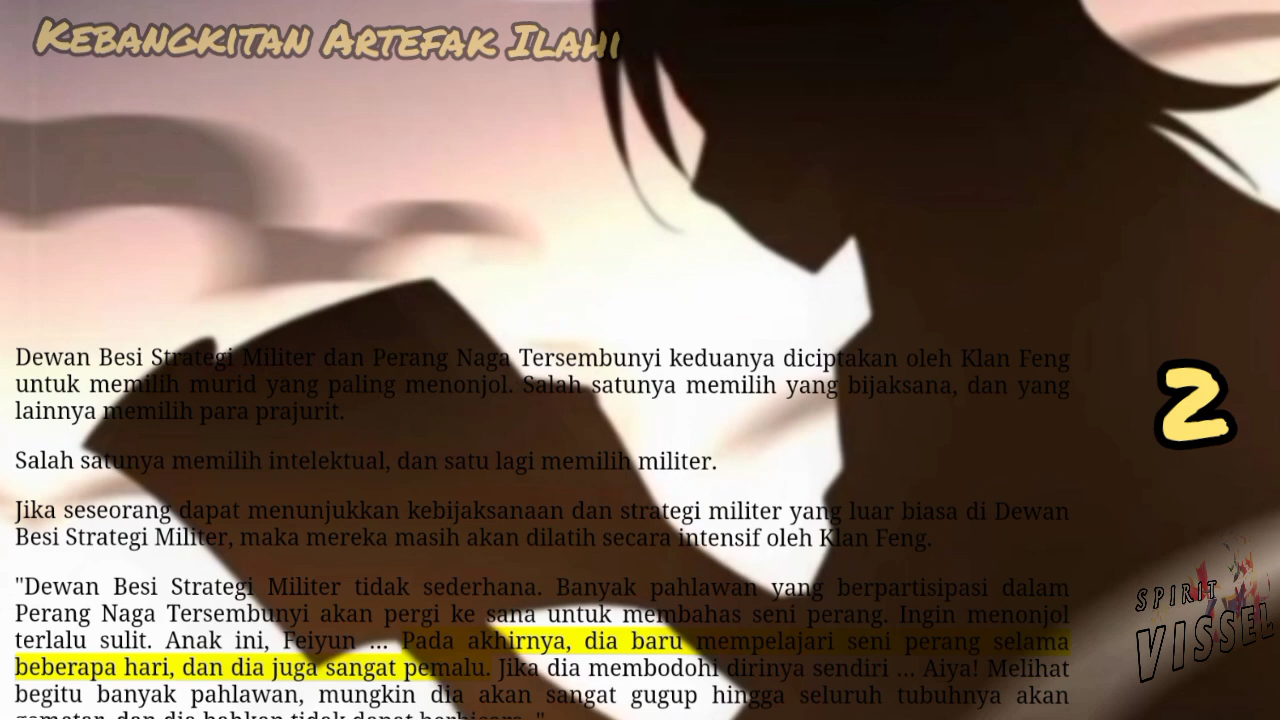 Kebangkitan Artefak Ilahi
Dewan Besi Strategi Militer dan Perang Naga Tersembunyi keduanya diciptakan oleh Klan Feng
untuk memilih murid yang paling menonjol. Salah satunya memilih yang bijaksana, dan yang
lainnya memilih para prajurit.
Salah satunya memilih intelektual, dan satu lagi memilih militer.
2
Jika seseorang dapat menunjukkan kebijaksanaan dan strategi militer yang luar biasa di Dewan
Besi Strategi Militer, maka mereka masih akan dilatih secara intensif oleh Klan Feng.
"Dewan Besi Strategi Militer tidak sederhana. Banyak pahlawan yang berpartisipasi dalam
Perang Naga Tersembunyi akan pergi ke sana untuk membahas seni perang. Ingin menonjol
terlalu sulit. Anak ini, Feiyun ... Pada akhirnya, dia baru mempelajari seni perang selama
beberapa hari, dan dia juga sangat pemalu. Jika dia membodohi dirinya sendiri ... Aiya! Melihat
begitu banyak pahlawan, mungkin dia akan sangat gugup hingga seluruh tubuhnya akan
SPIRIT
VISSEL